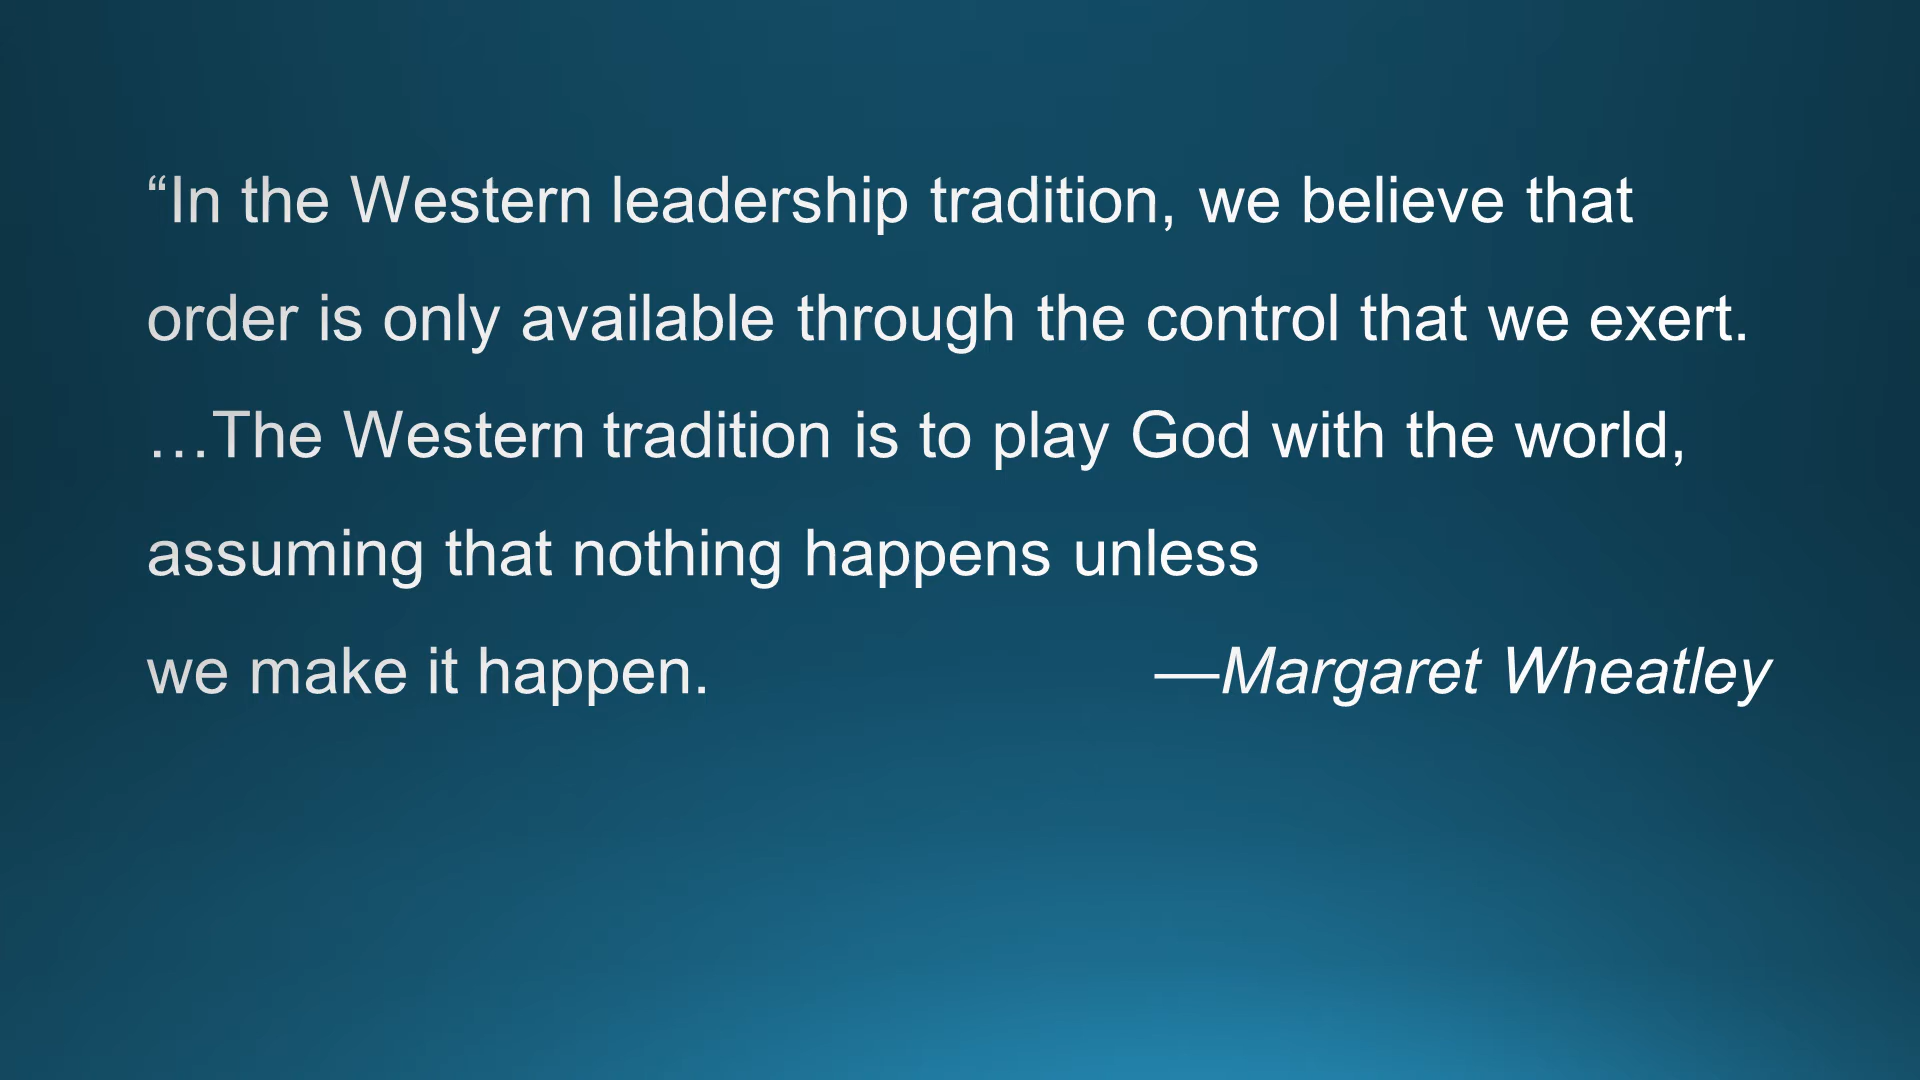 “In the Western leadership tradition, we believe that
order is only available through the control that we exert.
…The Western tradition is to play God with the world,
assuming that nothing happens unless
we make it happen. —Margaret Wheatley